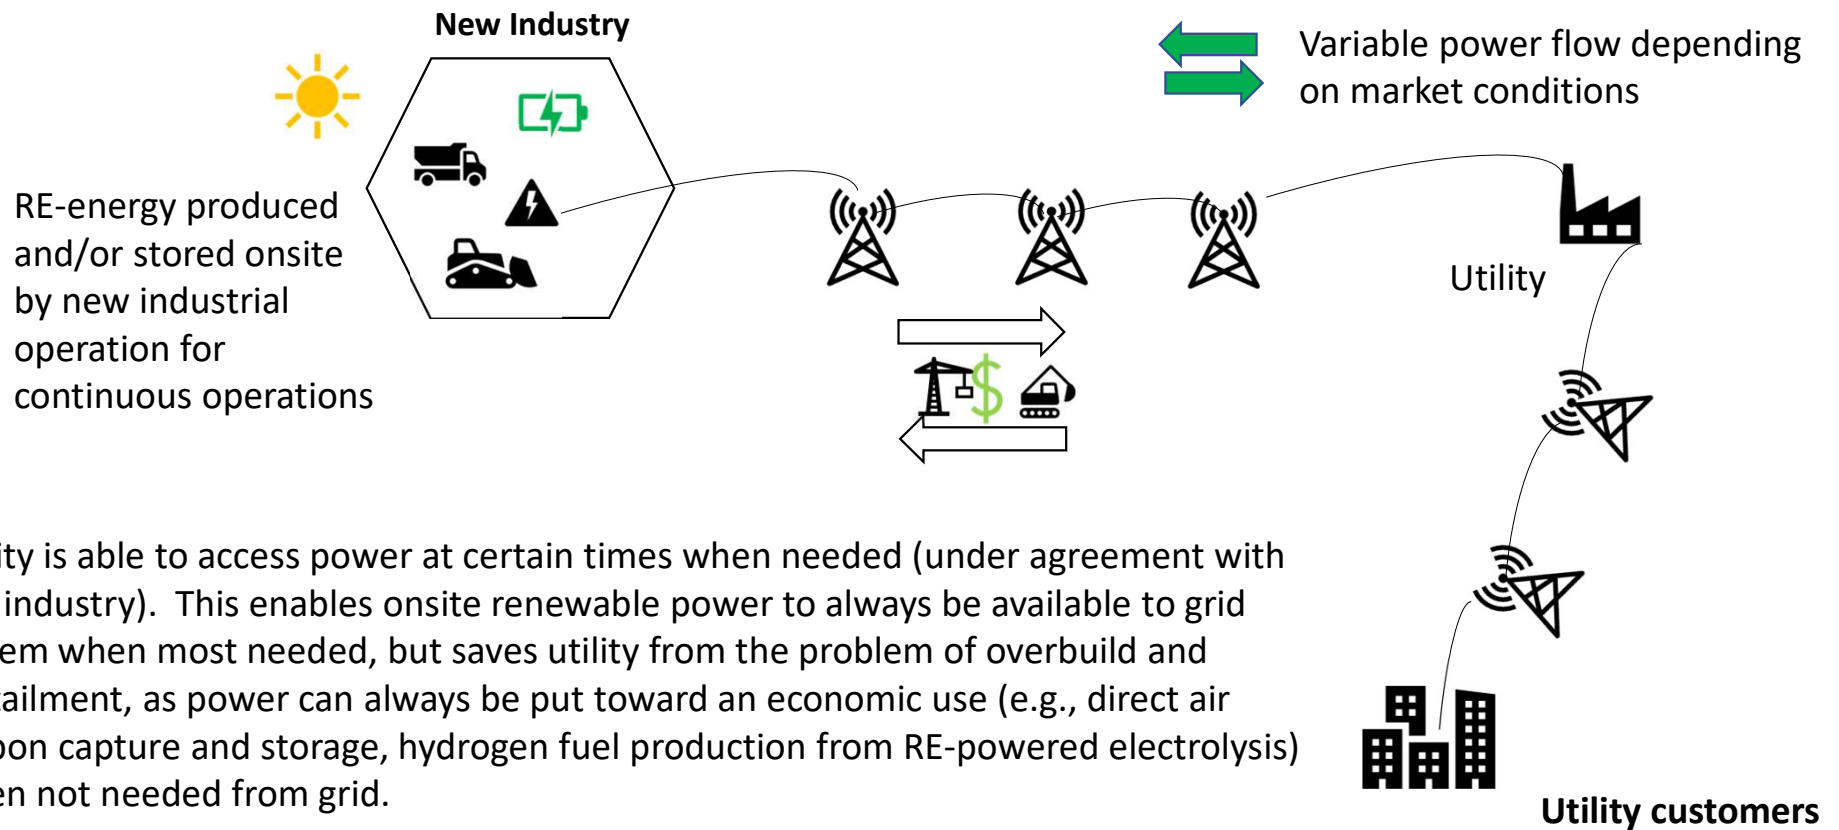 New Industry
Variable power flow depending
on market conditions
RE-energy produced
and/or stored onsite
by new industrial
operation for
continuous operations
Utility
$
ity is able to access power at certain times when needed (under agreement with
industry).  This enables onsite renewable power to always be available to grid
em when most needed, but saves utility from the problem of overbuild and
tailment, as power can always be put toward an economic use (e.g., direct air
bon capture and storage, hydrogen fuel production from RE-powered electrolysis)
en not needed from grid.
Utility customers